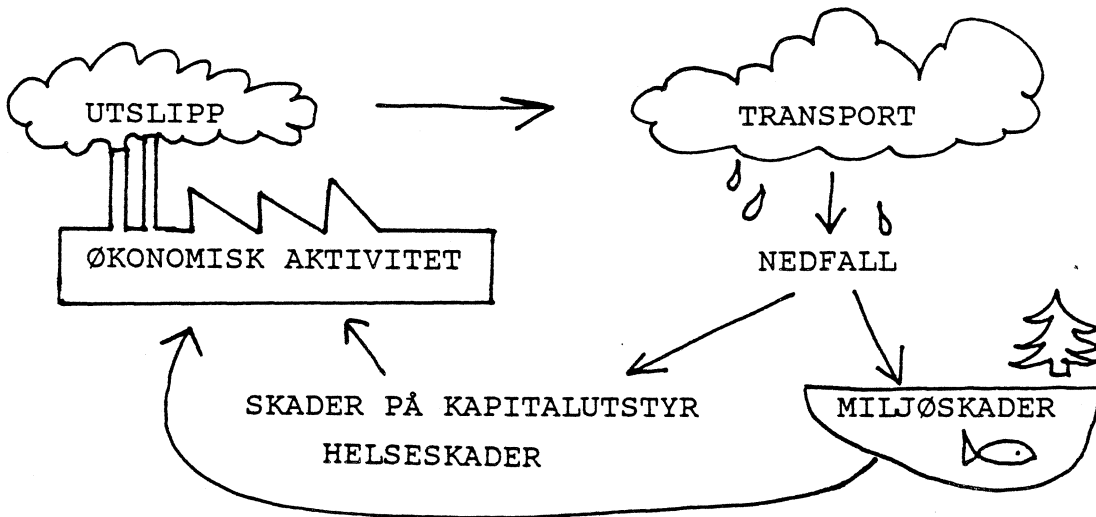 UTSLIPP
TRANSPORT
ØKONOMISK AKTIVITET
NEDFALL
SKADER PÅ KAPITALUTSTYR
HELSESKADER
MILJØSKADER